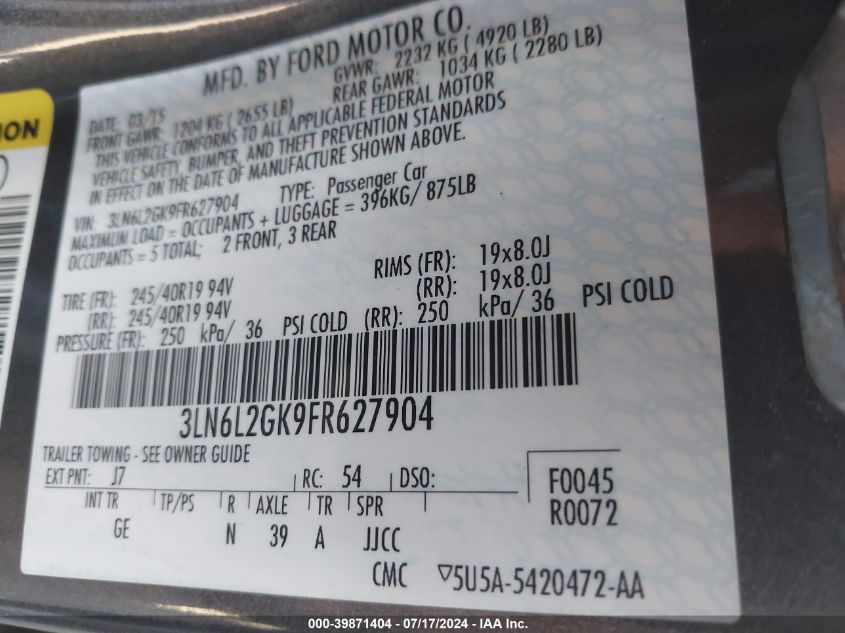 ION
)
MFD. BY FORD MOTOR CO.
DATE: 03/15 GVWR: 2232 KG ( 4920 LB)
FRONT GAWR: 1204 KG ( 2655 LB) REAR GAWR: 1034 KG ( 2280 LB)
THIS VEHICLE CONFORMS TO ALL APPLICABLE FEDERAL MOTOR
VEHICLE SAFETY, BUMPER, AND THEFT PREVENTION STANDARDS
IN EFFECT ON THE DATE OF MANUFACTURE SHOWN ABOVE.
VIN: 3LN6L2GK9FR627904 TYPE: Passenger Car
MAXIMUM LOAD = OCCUPANTS + LUGGAGE = 396KG/ 875LB
OCCUPANTS = 5 TOTAL; 2 FRONT, 3 REAR
TIRE (FR): 245/40R19 94V RIMS (FR): 19x8.0J
(RR): 245/40R19 94V (RR): 19x8.0J
PRESSURE (FR): 250 kPa/ 36 PSI COLD (RR): 250 kPa/ 36 PSI COLD
3LN6L2GK9FR627904
TRAILER TOWING - SEE OWNER GUIDE
EXT PNT: J7 RC: 54 DSO: F0045
INT TR TP/PS R AXLE TR SPR R0072
GE N 39 A JJCC
CMC ▽5U5A-5420472-AA
000-39871404 - 07/17/2024 - IAA Inc.